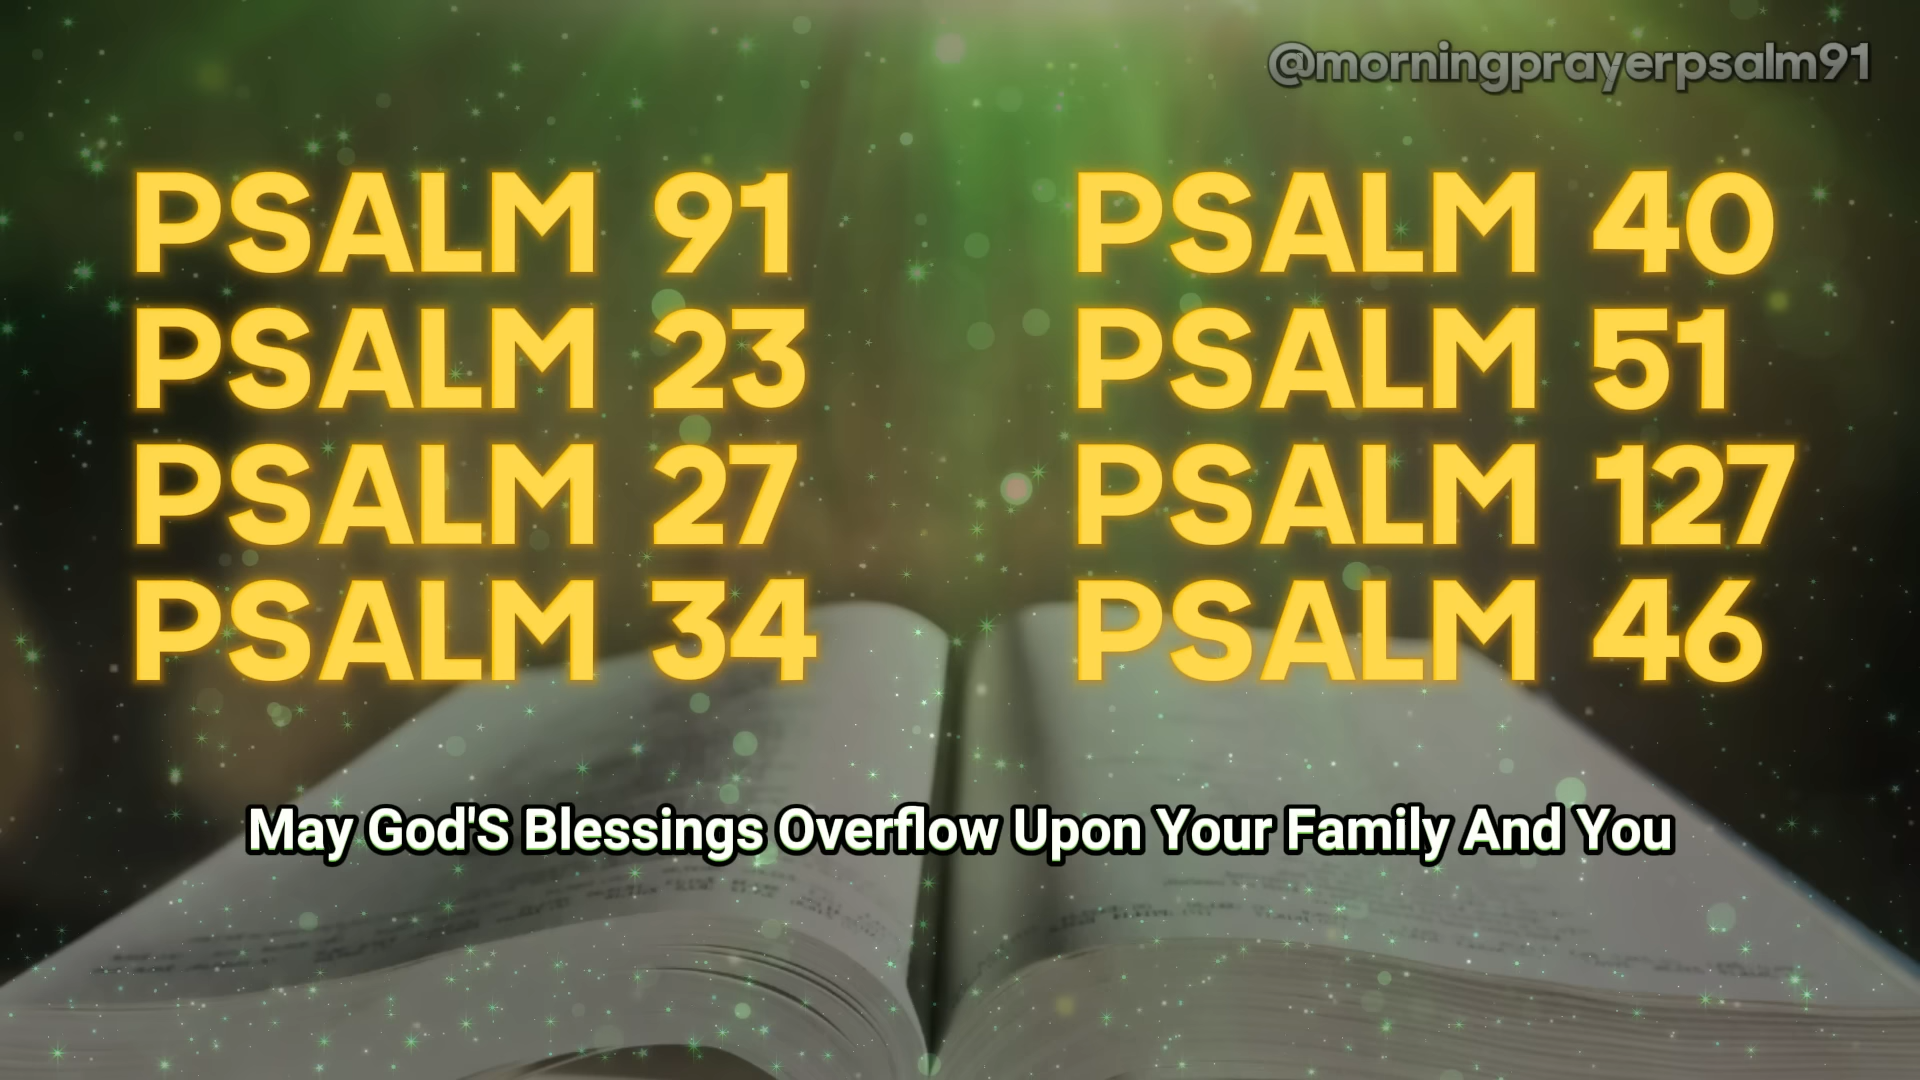 @morningprayerpsalm91
PSALM 91
PSALM 23
PSALM 27
PSALM 34
PSALM 40
PSALM 51
PSALM 127
PSALM 46
May God'S Blessings Overflow Upon Your Family And You